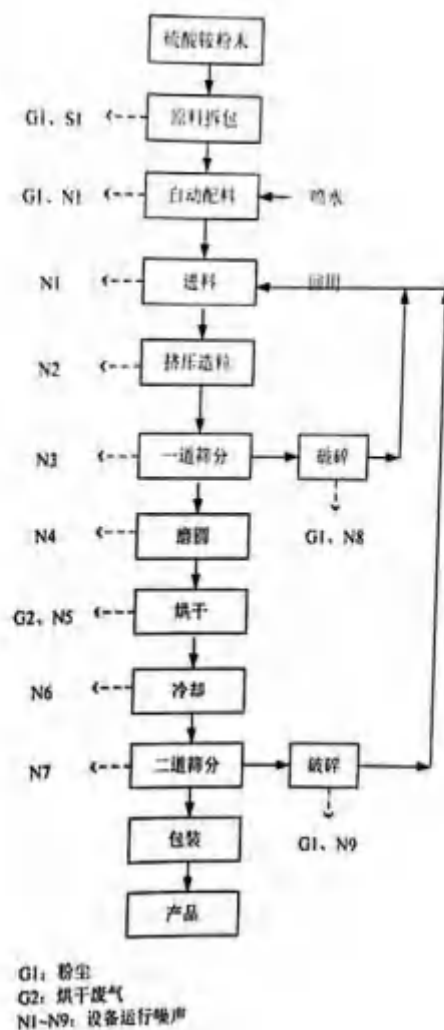 硫酸铵粉末
G1、S1
原料拆包
G1、N1
自动配料
喷水
N1
进料
回用
N2
挤压造粒
N3
一道筛分
破碎
G1、N8
N4
磨圆
G2、N5
烘干
N6
冷却
N7
二道筛分
破碎
G1、N9
包装
产品
G1：粉尘
G2：烘干废气
N1~N9：设备运行噪声